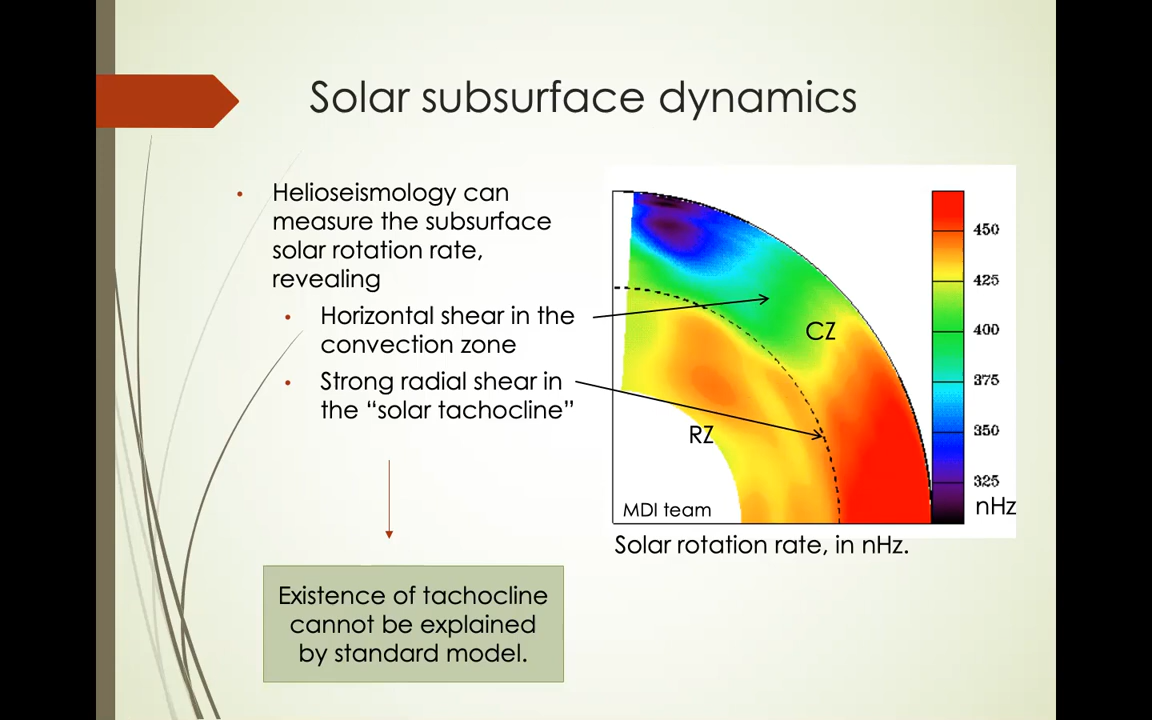 Solar subsurface dynamics
• Helioseismology can
measure the subsurface
solar rotation rate,
revealing
• Horizontal shear in the
convection zone
• Strong radial shear in
the “solar tachocline”
Existence of tachocline
cannot be explained
by standard model.
CZ
RZ
MDI team
450
425
400
375
350
325
nHz
Solar rotation rate, in nHz.